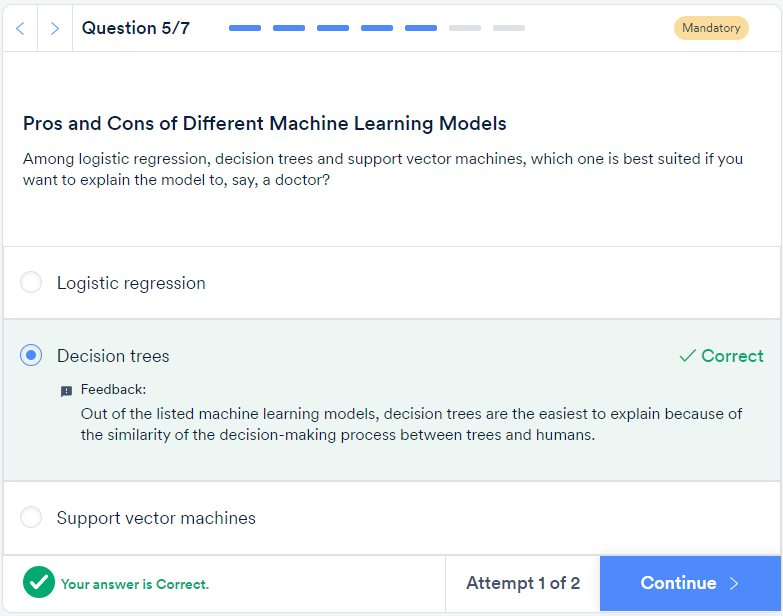 Question 5/7
Mandatory
Pros and Cons of Different Machine Learning Models
Among logistic regression, decision trees and support vector machines, which one is best suited if you
want to explain the model to, say, a doctor?
Logistic regression
Decision trees
Correct
Feedback:
Out of the listed machine learning models, decision trees are the easiest to explain because of
the similarity of the decision-making process between trees and humans.
Support vector machines
Your answer is Correct.
Attempt 1 of 2
Continue